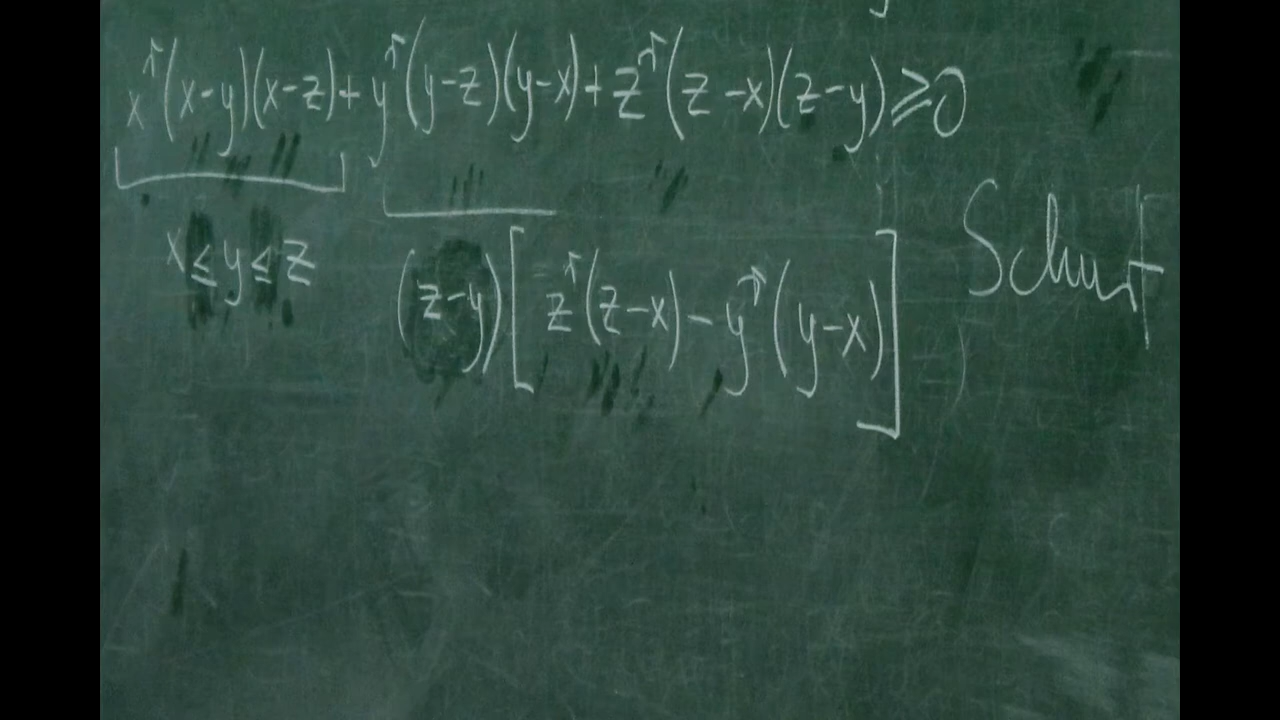 x^r(x-y)(x-z)+y^r(y-z)(y-x)+z^r(z-x)(z-y)≥0
x≤y≤z
(z-y)[z^r(z-x)-y^r(y-x)]
Schur